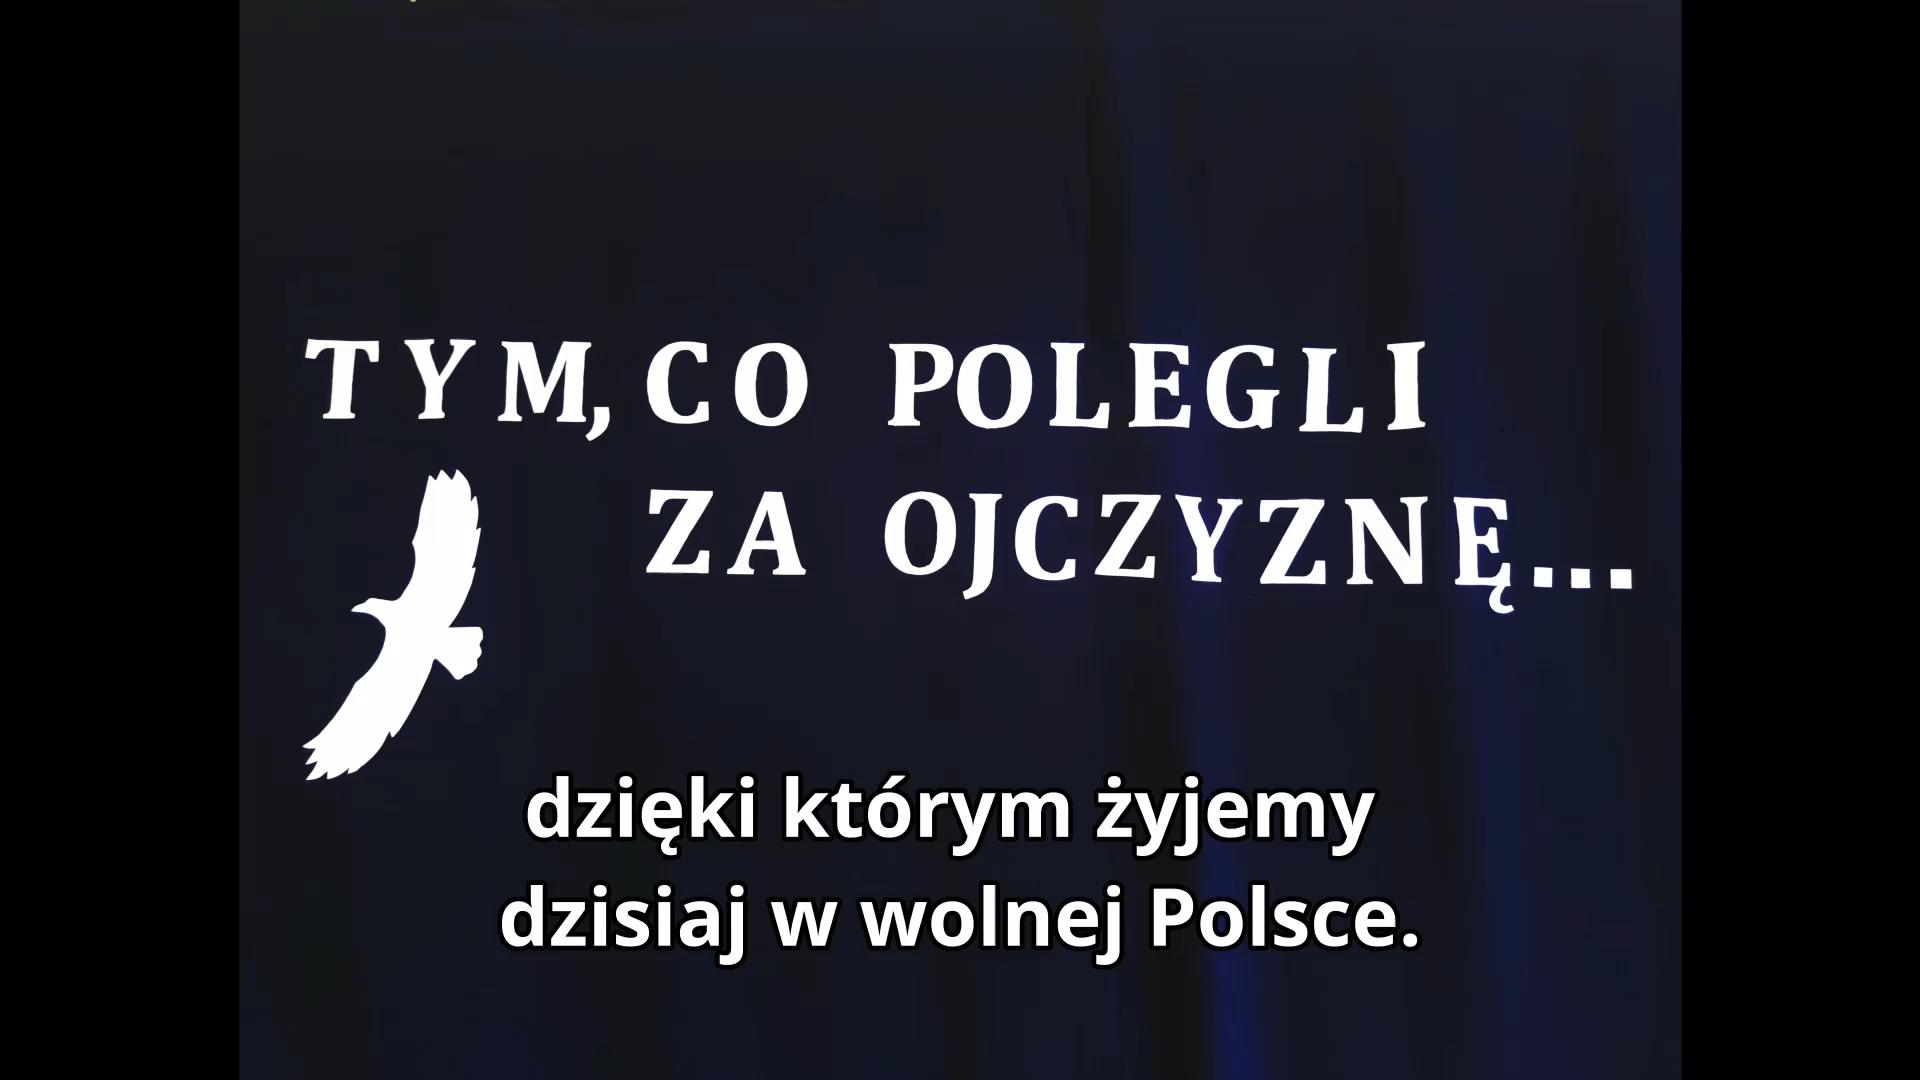 TYM, CO POLEGLI
ZA OJCZYZNĘ...
dzięki którym żyjemy
dzisiaj w wolnej Polsce.